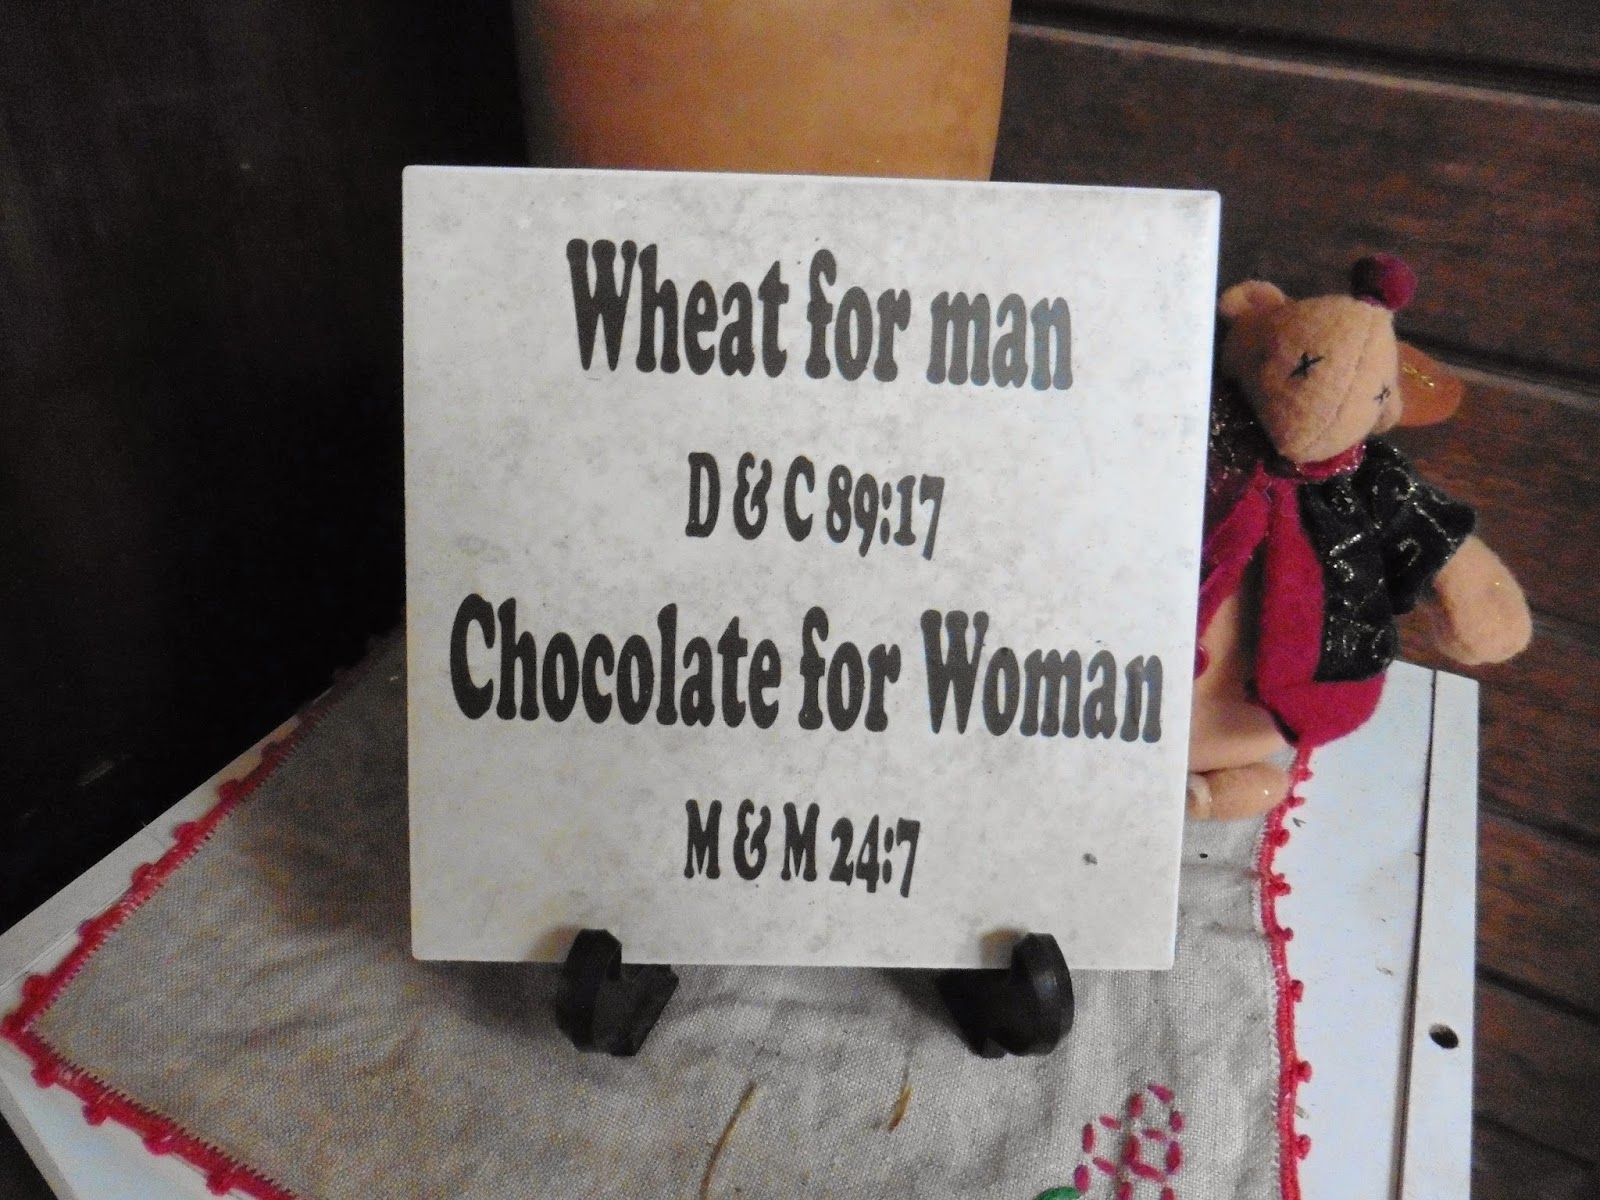 Wheat for man
D & C 89:17
Chocolate for Woman
M & M 24:7